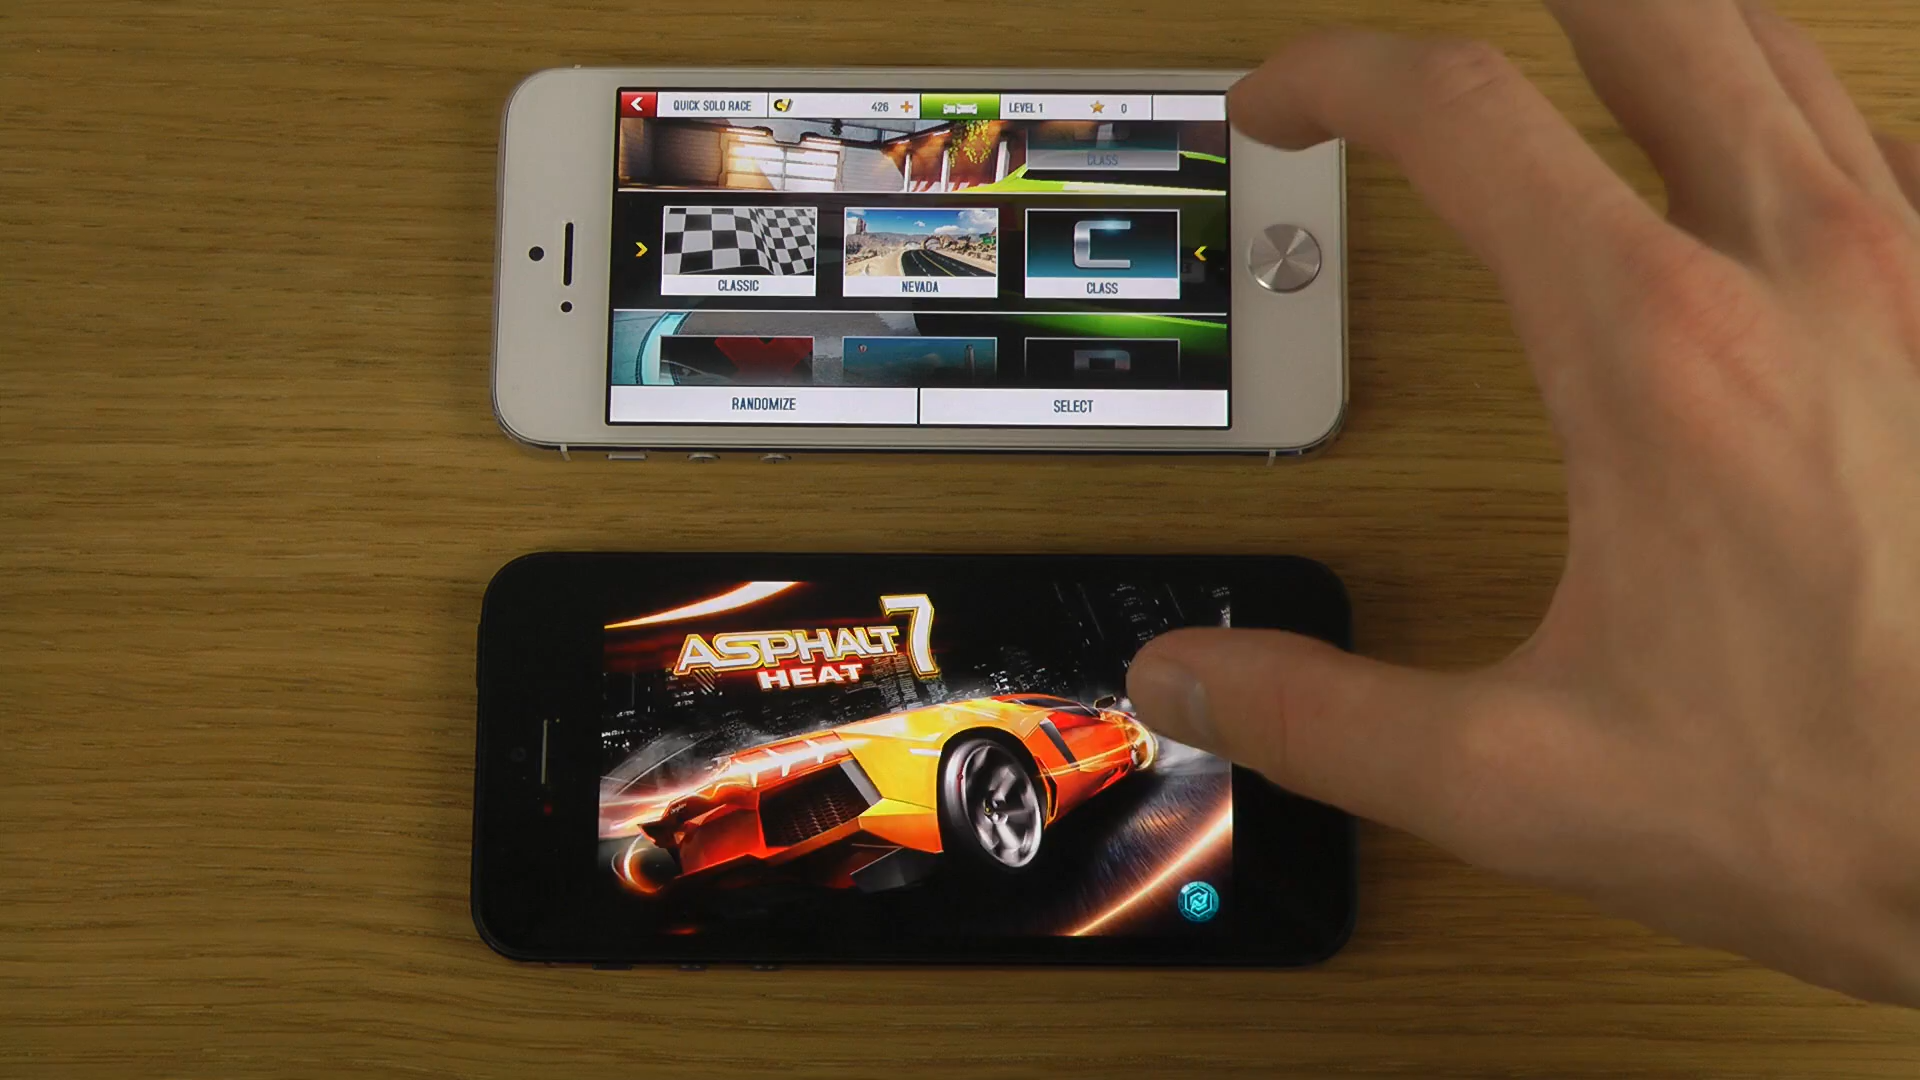 QUICK SOLO RACE 426 LEVEL 1 0
CLASS
CLASSIC NEVADA C CLASS
RANDOMIZE SELECT
ASPHALT 7
HEAT